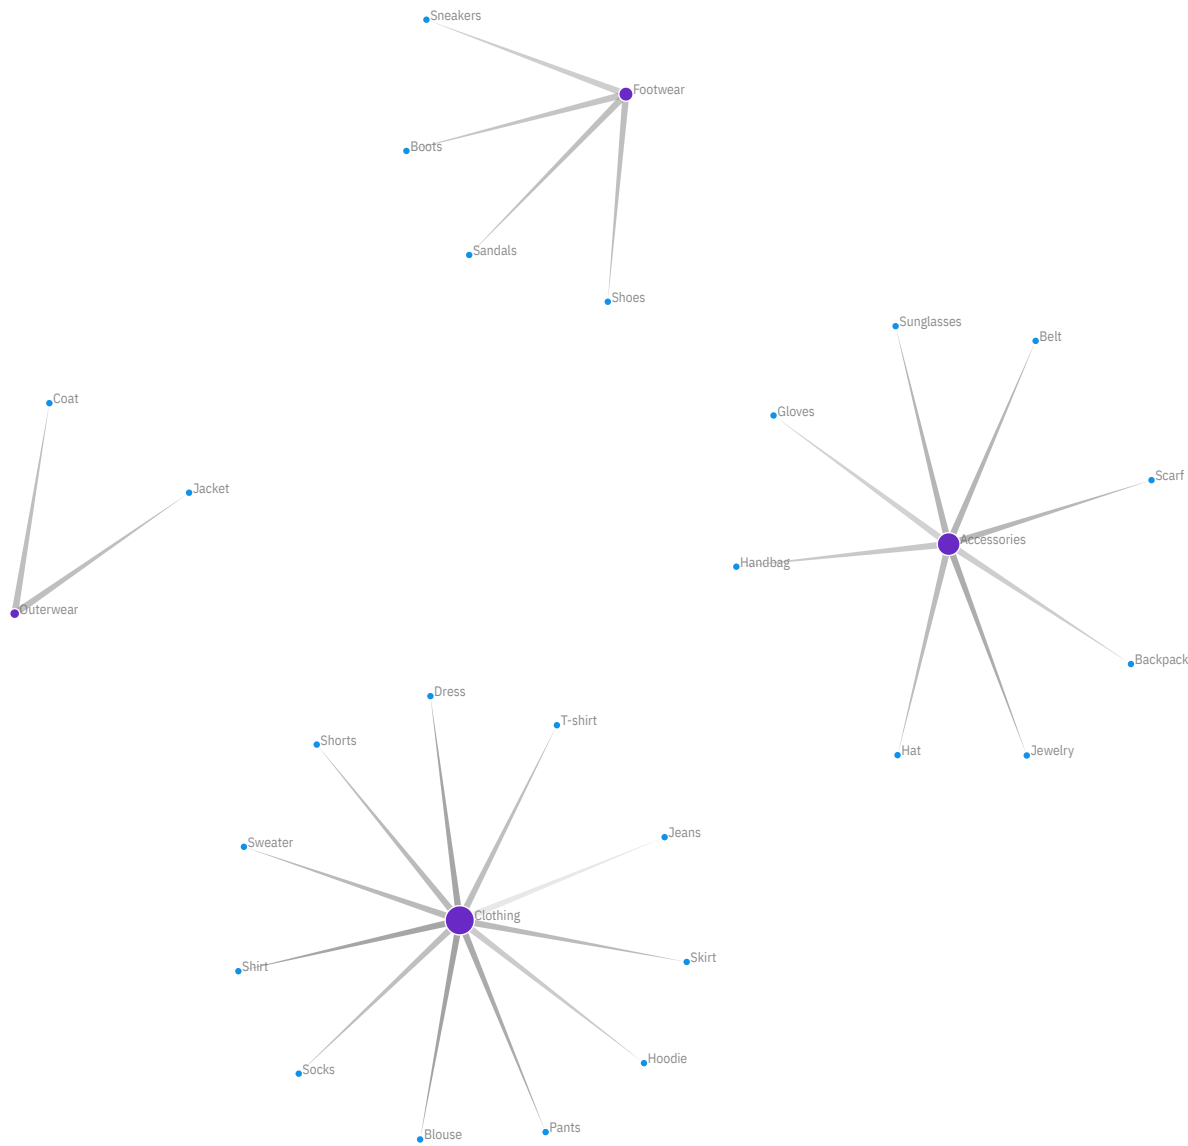 Sneakers
Footwear
Boots
Sandals
Shoes
Sunglasses
Belt
Coat
Gloves
Scarf
Jacket
Accessories
Handbag
Outerwear
Backpack
Dress
T-shirt
Shorts
Hat
Jewelry
Jeans
Sweater
Clothing
Skirt
Shirt
Hoodie
Socks
Pants
Blouse